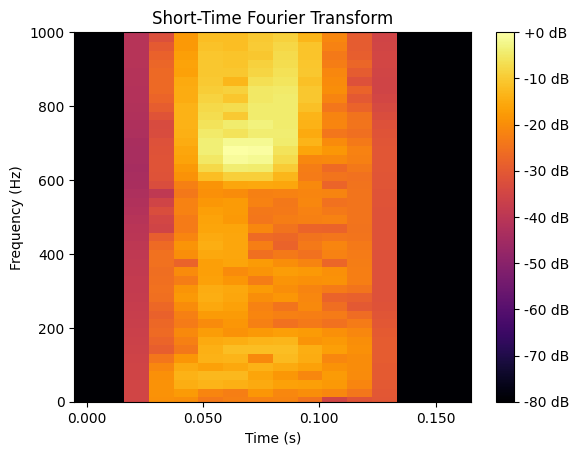 Short-Time Fourier Transform
Frequency (Hz)
1000
800
600
400
200
0
0.000
0.050
0.100
0.150
Time (s)
+0 dB
-10 dB
-20 dB
-30 dB
-40 dB
-50 dB
-60 dB
-70 dB
-80 dB